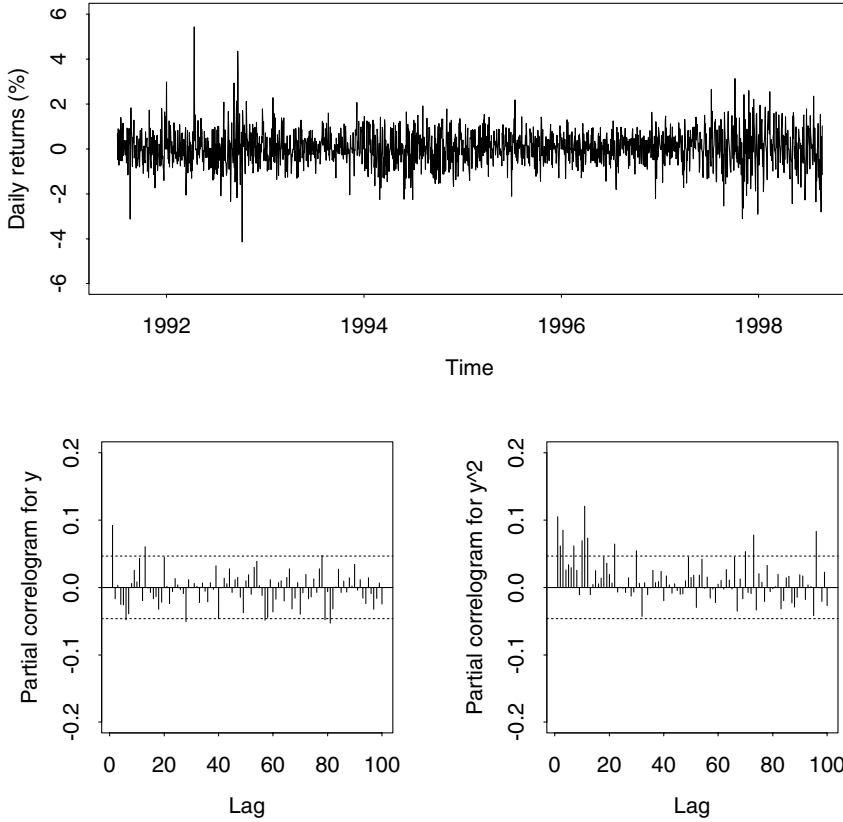 Daily returns (%)
6
4
2
0
-2
-4
-6
1992 1994 1996 1998
Time
Partial correlogram for y
0.2
0.1
0.0
-0.1
-0.2
0 20 40 60 80 100
Lag
Partial correlogram for y^2
0.2
0.1
0.0
-0.1
-0.2
0 20 40 60 80 100
Lag